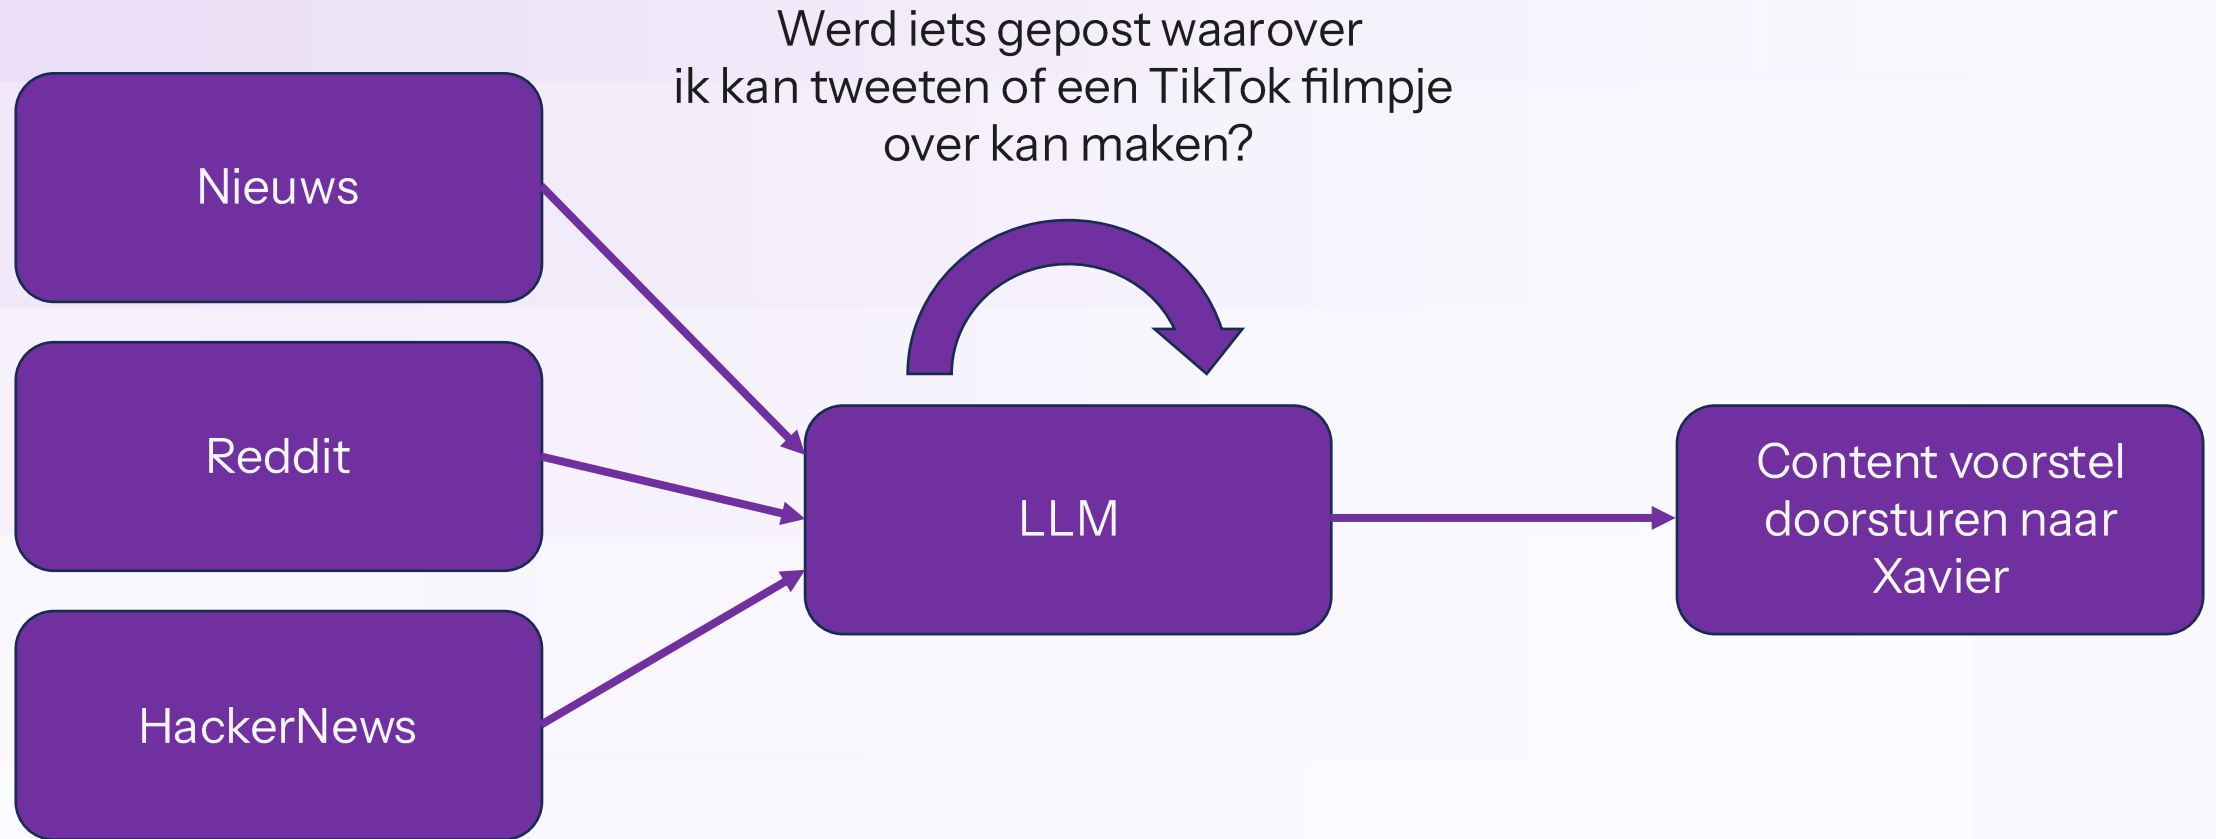 Werd iets gepost waarover
ik kan tweeten of een TikTok filmpje
over kan maken?
Nieuws
Reddit
HackerNews
LLM
Content voorstel
doorsturen naar
Xavier